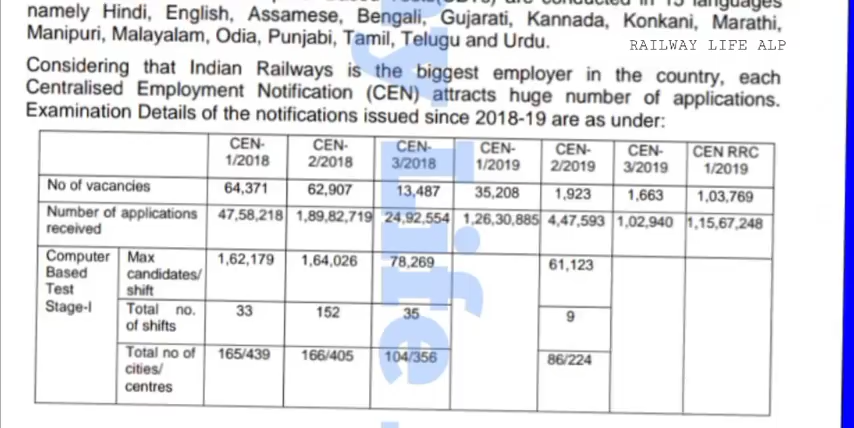 namely Hindi, English, Assamese, Bengali, Gujarati, Kannada, Konkani, Marathi,
Manipuri, Malayalam, Odia, Punjabi, Tamil, Telugu and Urdu.
RAILWAY LIFE ALP
Considering that Indian Railways is the biggest employer in the country, each
Centralised Employment Notification (CEN) attracts huge number of applications.
Examination Details of the notifications issued since 2018-19 are as under:
CEN-1/2018 CEN-2/2018 CEN-3/2018 CEN-1/2019 CEN-2/2019 CEN-3/2019 CEN RRC 1/2019
No of vacancies 64,371 62,907 13,487 35,208 1,923 1,663 1,03,769
Number of applications received 47,58,218 1,89,82,719 24,92,554 1,26,30,885 4,47,593 1,02,940 1,15,67,248
Computer Based Test Stage-I Max candidates/ shift 1,62,179 1,64,026 78,269 61,123
Total no. of shifts 33 152 35 9
Total no of cities/ centres 165/439 166/405 104/356 86/224
y Life